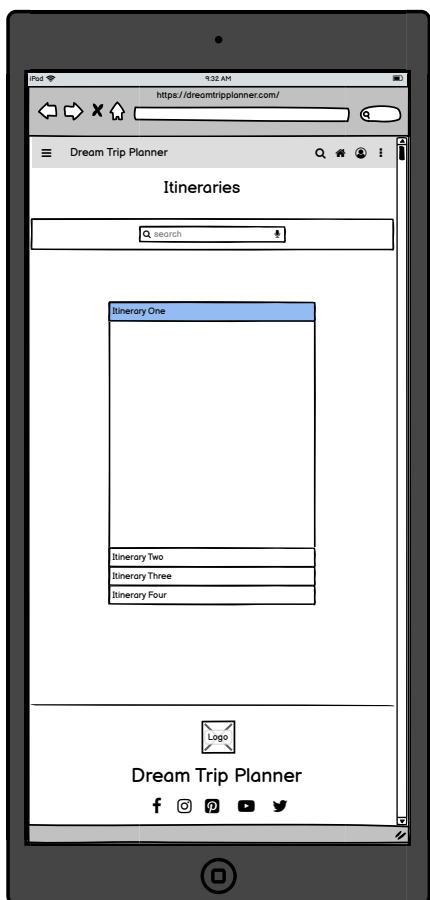 iPad 9:32 AM
https://dreamtripplanner.com/
Dream Trip Planner
Itineraries
search
Itinerary One
Itinerary Two
Itinerary Three
Itinerary Four
Logo
Dream Trip Planner